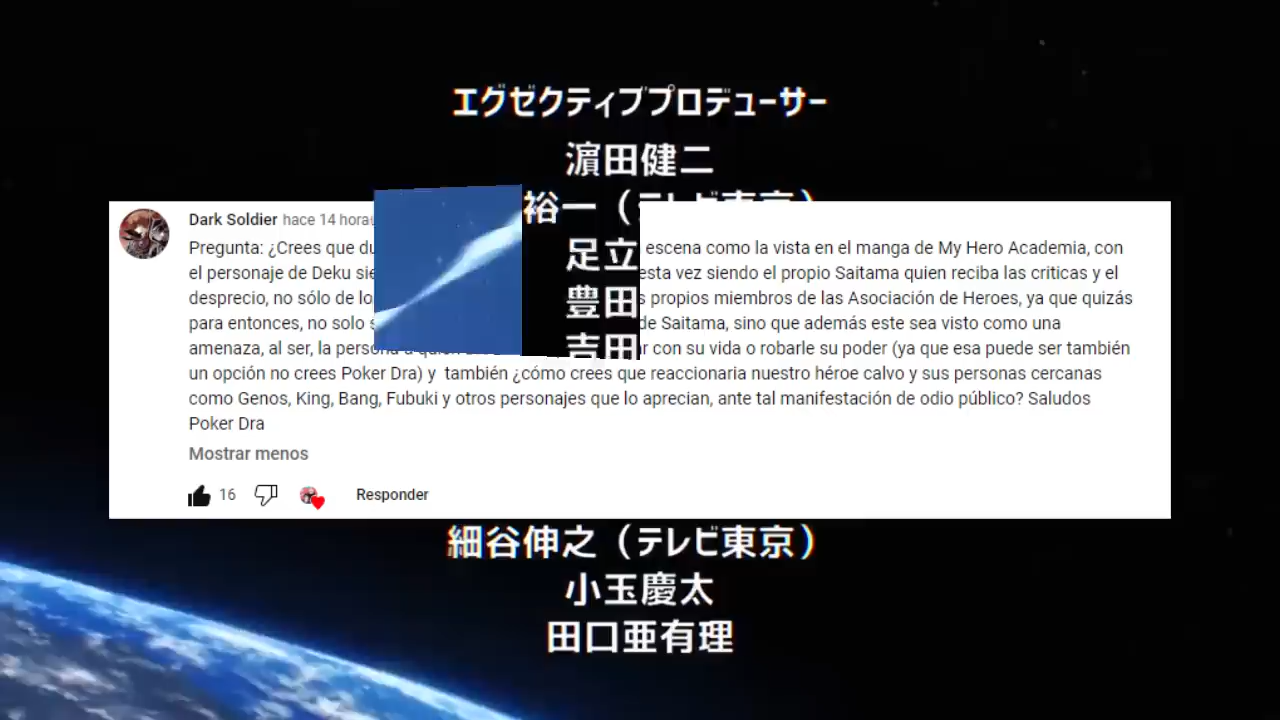 エグゼクティブプロデューサー
濵田健二
裕一（テレビ東京）
足立
豊田
吉田
Dark Soldier hace 14 hora
Pregunta: ¿Crees que escena como la vista en el manga de My Hero Academia, con
el personaje de Deku esta vez siendo el propio Saitama quien reciba las criticas y el
desprecio, no sólo de propios miembros de las Asociación de Heroes, ya que quizás
para entonces, no solo de Saitama, sino que además este sea visto como una
amenaza, al ser, la persona a con su vida o robarle su poder (ya que esa puede ser también
un opción no crees Poker Dra) y también ¿cómo crees que reaccionaria nuestro héroe calvo y sus personas cercanas
como Genos, King, Bang, Fubuki y otros personajes que lo aprecian, ante tal manifestación de odio público? Saludos
Poker Dra
Mostrar menos
16 Responder
細谷伸之（テレビ東京）
小玉慶太
田口亜有理